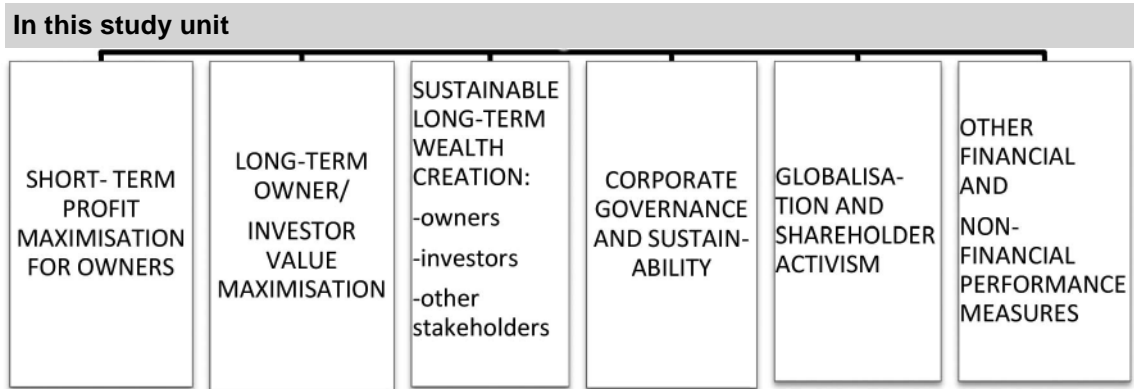 In this study unit
SHORT- TERM
PROFIT
MAXIMISATION
FOR OWNERS
LONG-TERM
OWNER/
INVESTOR
VALUE
MAXIMISATION
SUSTAINABLE
LONG-TERM
WEALTH
CREATION:
-owners
-investors
-other
stakeholders
CORPORATE
GOVERNANCE
AND SUSTAIN-
ABILITY
GLOBALISA-
TION AND
SHAREHOLDER
ACTIVISM
OTHER
FINANCIAL
AND
NON-
FINANCIAL
PERFORMANCE
MEASURES